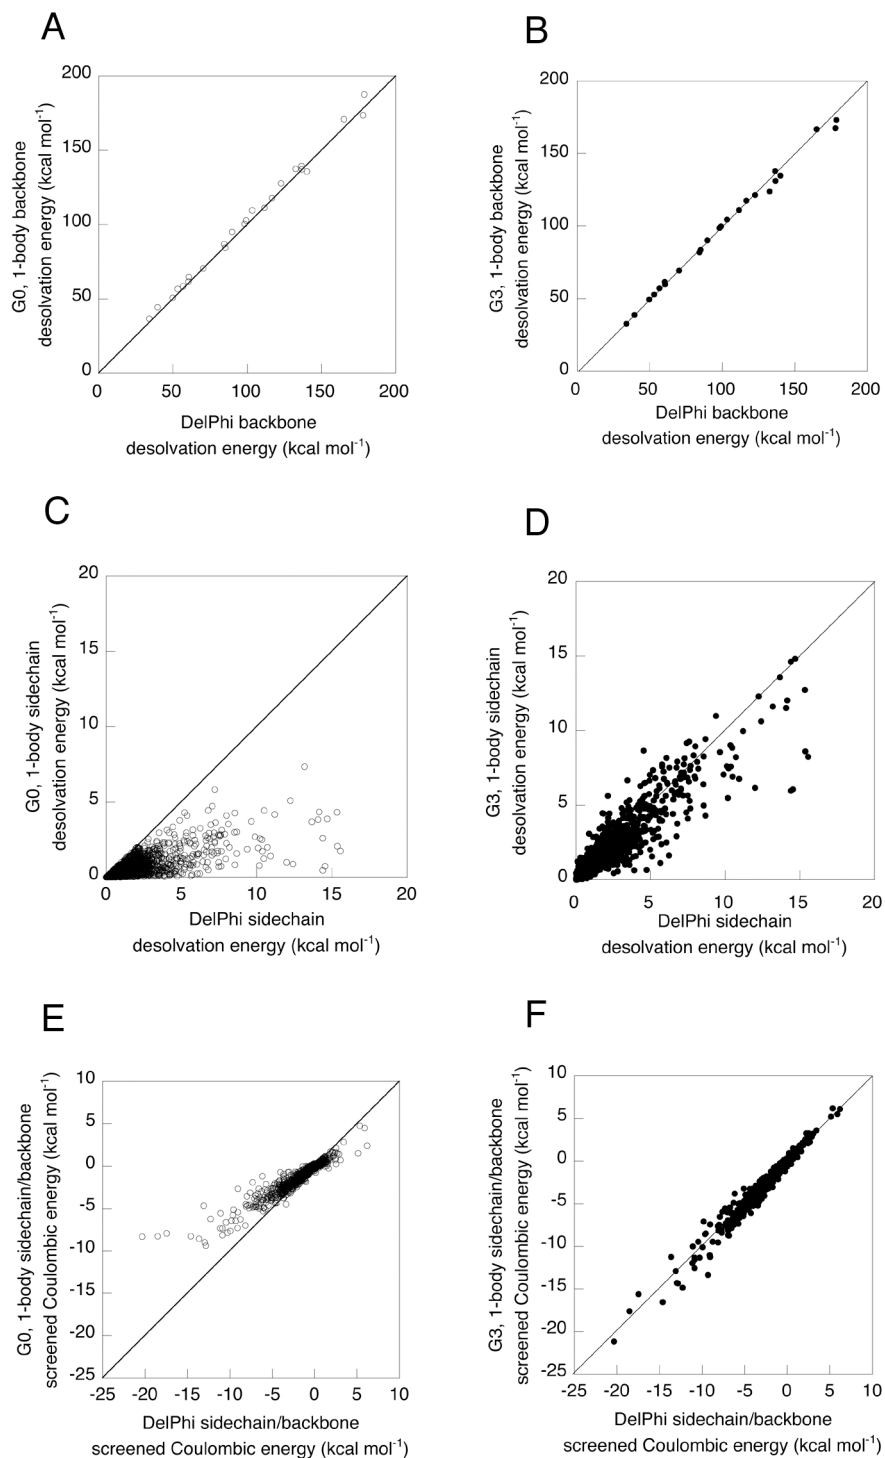 A
G0, 1-body backbone
desolvation energy (kcal mol-1)
200
150
100
50
0
0 50 100 150 200
DelPhi backbone
desolvation energy (kcal mol-1)
B
G3, 1-body backbone
desolvation energy (kcal mol-1)
200
150
100
50
0
0 50 100 150 200
DelPhi backbone
desolvation energy (kcal mol-1)
C
G0, 1-body sidechain
desolvation energy (kcal mol-1)
20
15
10
5
0
0 5 10 15 20
DelPhi sidechain
desolvation energy (kcal mol-1)
D
G3, 1-body sidechain
desolvation energy (kcal mol-1)
20
15
10
5
0
0 5 10 15 20
DelPhi sidechain
desolvation energy (kcal mol-1)
E
G0, 1-body sidechain/backbone
screened Coulombic energy (kcal mol-1)
10
5
0
-5
-10
-15
-20
-25
-25 -20 -15 -10 -5 0 5 10
DelPhi sidechain/backbone
screened Coulombic energy (kcal mol-1)
F
G3, 1-body sidechain/backbone
screened Coulombic energy (kcal mol-1)
10
5
0
-5
-10
-15
-20
-25
-25 -20 -15 -10 -5 0 5 10
DelPhi sidechain/backbone
screened Coulombic energy (kcal mol-1)